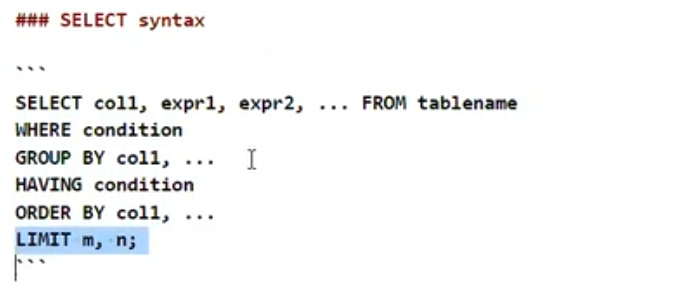 ### SELECT syntax
```
SELECT col1, expr1, expr2, ... FROM tablename
WHERE condition
GROUP BY col1, ...
HAVING condition
ORDER BY col1, ...
LIMIT m, n;
```